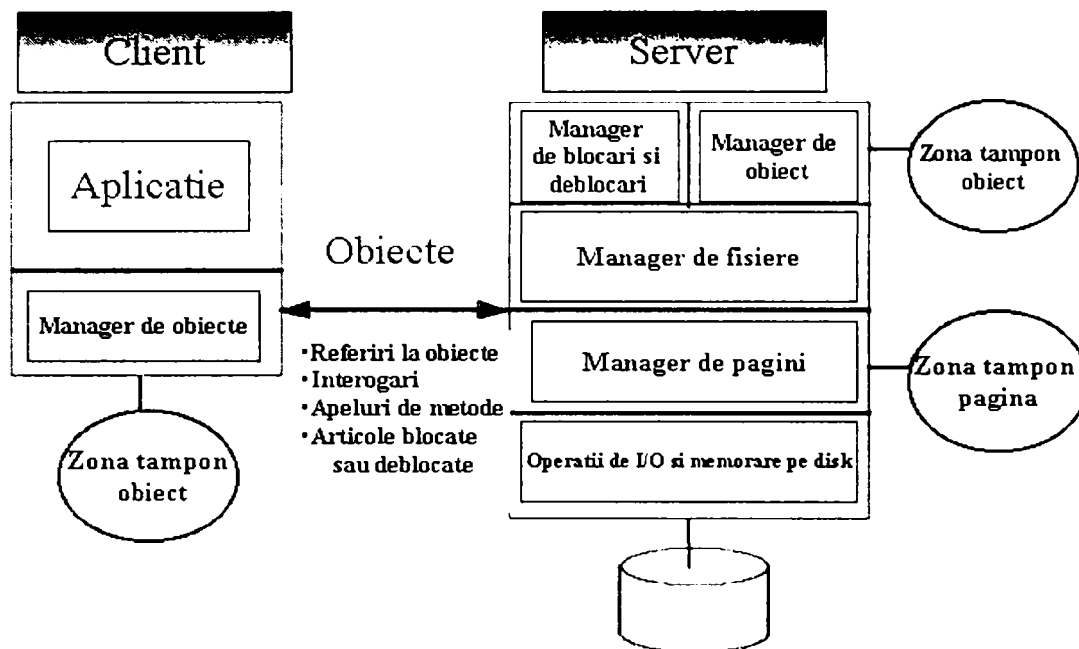 Client
Aplicatie
Manager de obiecte
Zona tampon
obiect
Obiecte
•Referiri la obiecte
•Interogari
•Apeluri de metode
•Articole blocate
sau deblocate
Server
Manager
de blocari si
deblocari
Manager de
obiect
Zona tampon
obiect
Manager de fisiere
Manager de pagini
Zona tampon
pagina
Operatii de I/O si memorare pe disk